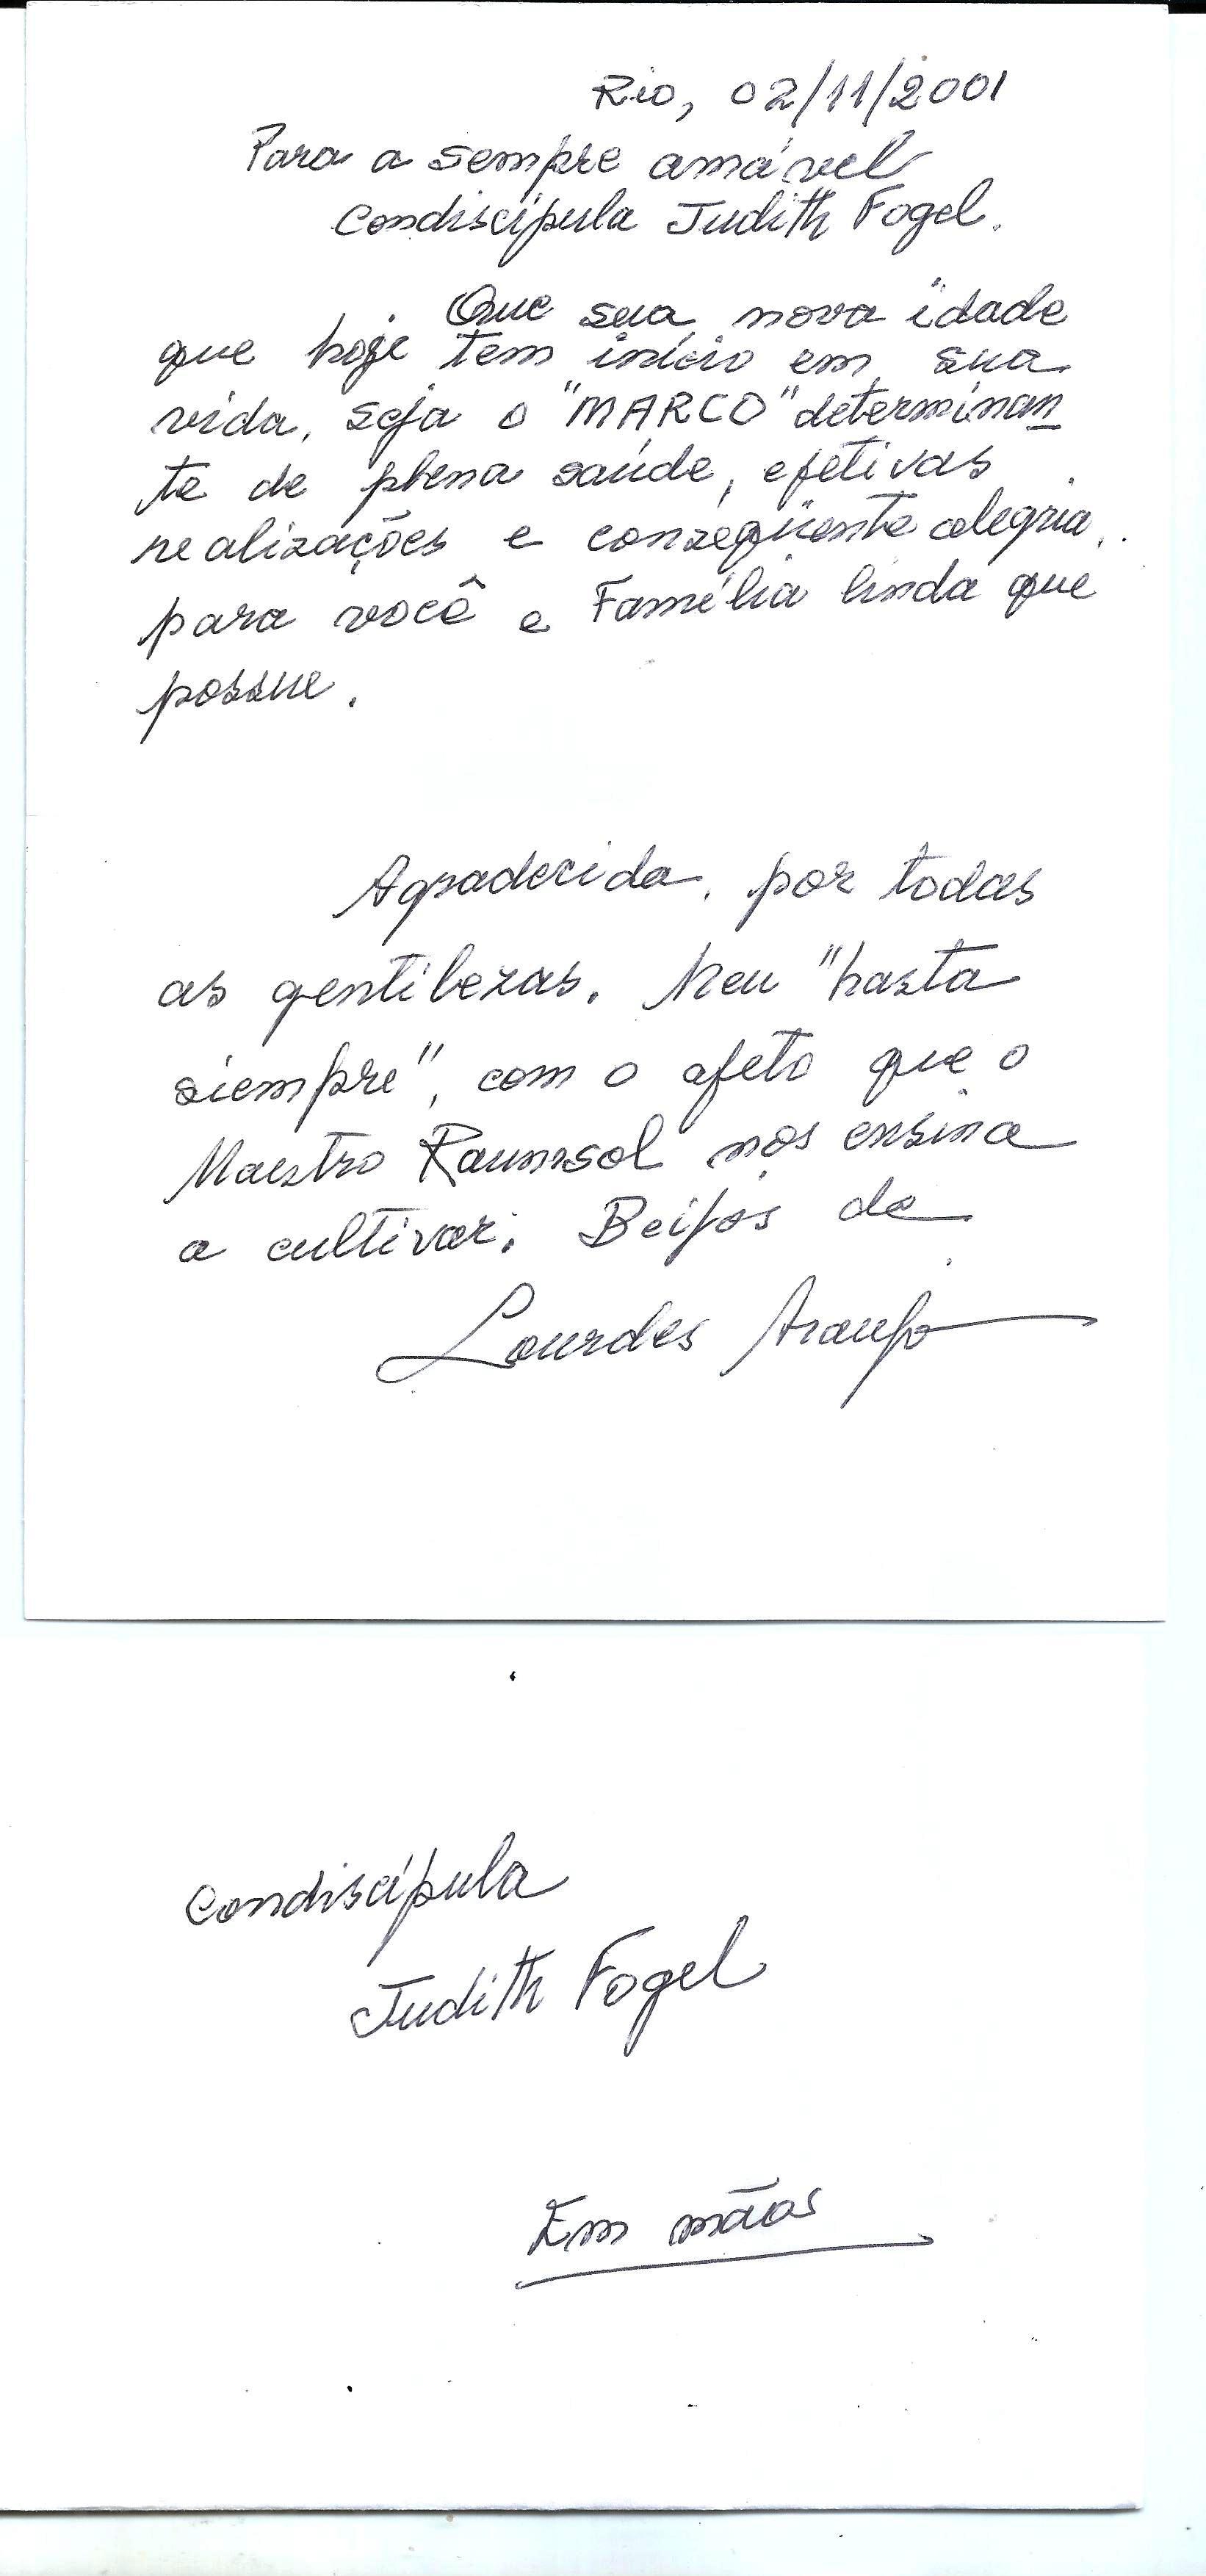 Rio, 02/11/2001
Para a sempre amável
Condiscípula Judith Fogel.
Que sua nova idade
que hoje tem início em sua
vida, seja o "MARCO" determinan
te de plena saúde, efetivas
realizações e conseqüente alegria,
para você e Família linda que
possue.
Agradecida, por todas
as gentilezas. Meu "hasta
siempre", com o afeto que o
Maestro Raumsol nos ensina
a cultivar. Beijos de
Lourdes Araujo
Condiscípula
Judith Fogel
Em mãos